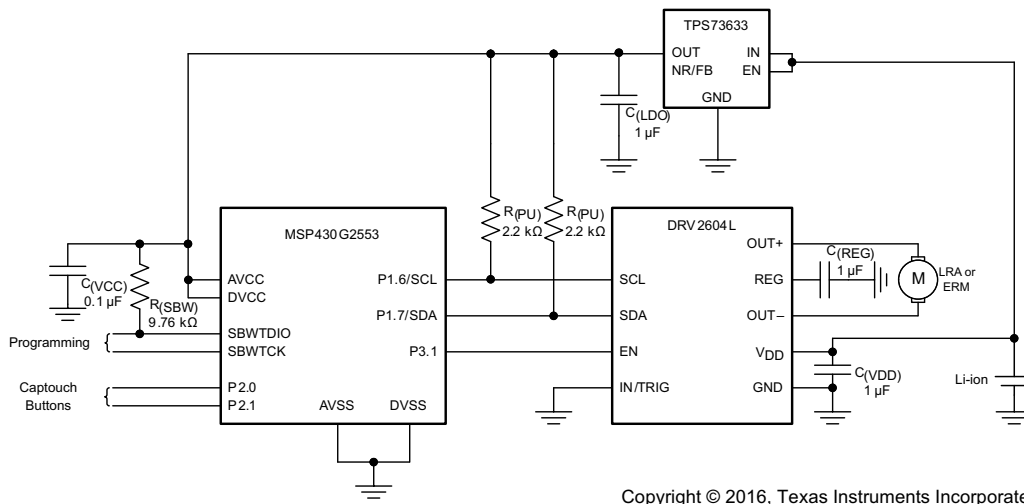 TPS73633
OUT
IN
NR/FB
EN
GND
C(LDO)
1 µF
MSP430G2553
R(PU)
2.2 kΩ
R(PU)
2.2 kΩ
DRV2604L
OUT+
C(REG)
1 µF
C(VCC)
0.1 µF
R(SBW)
9.76 kΩ
AVCC
DVCC
P1.6/SCL
SCL
REG
M
LRA or
ERM
P1.7/SDA
SDA
OUT–
Programming
SBWTDIO
SBWTCK
P3.1
EN
VDD
C(VDD)
1 µF
Li-ion
Captouch
Buttons
P2.0
P2.1
IN/TRIG
GND
AVSS
DVSS
Copyright © 2016, Texas Instruments Incorporate